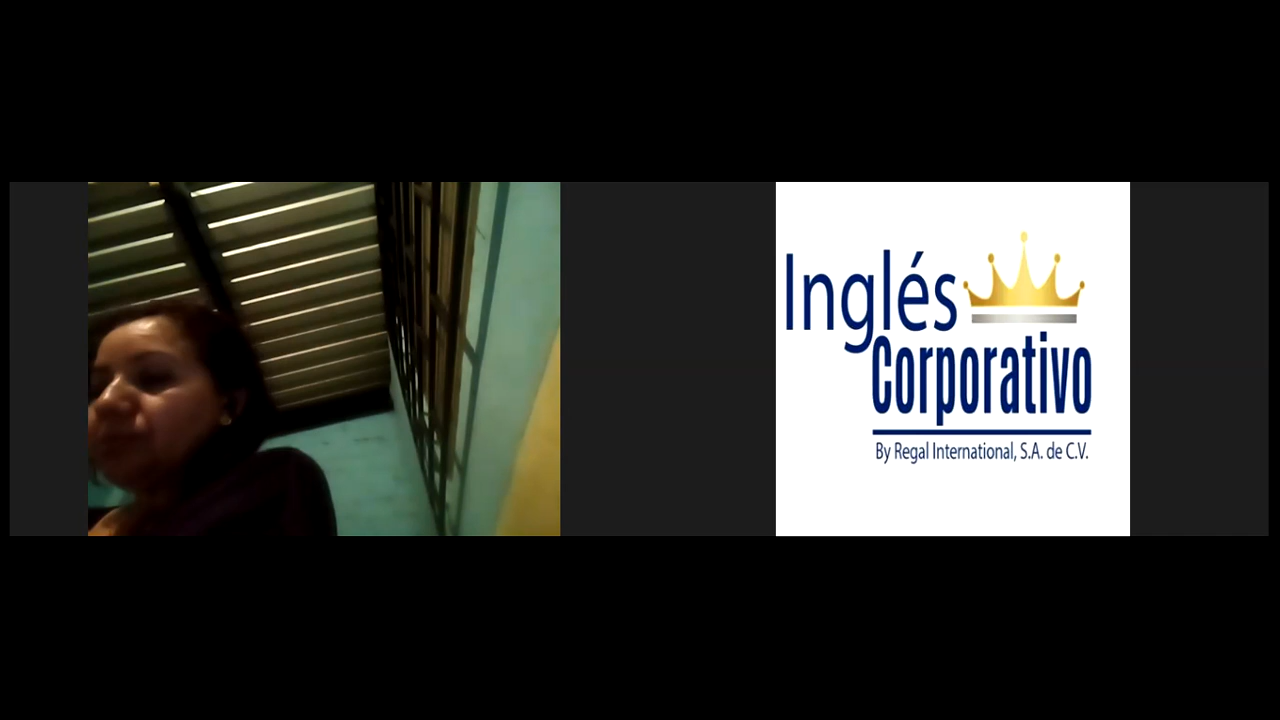 Inglés
Corporativo
By Regal International, S.A. de C.V.